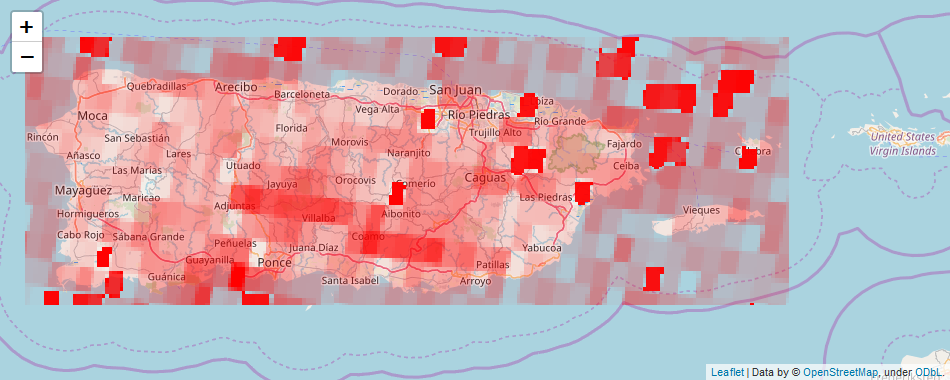 +
−
Quebradillas
Arecibo
Barceloneta
Dorado
San Juan
Moca
Vega Alta
Río Piedras
Río Grande
Rincón
San Sebastián
Florida
Morovis
Trujillo Alto
Fajardo
United States
Virgin Islands
Añasco
Lares
Naranjito
Las Marías
Utuado
Ceiba
Mayagüez
Jayuya
Orocovis
Caguas
Maricao
Las Piedras
Hormigueros
Adjuntas
Villalba
Aibonito
Vieques
Cabo Rojo
Sábana Grande
Peñuelas
Juana Díaz
Coamo
Yabucoa
Guayanilla
Ponce
Patillas
Guánica
Santa Isabel
Arroyo
Leaflet | Data by © OpenStreetMap, under ODbL.